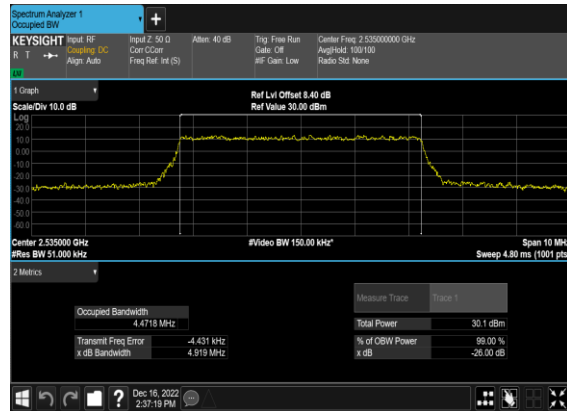 Spectrum Analyzer 1
Occupied BW
+
KEYSIGHT Input: RF Input Z: 50 Ω Atten: 40 dB Trig: Free Run Center Freq: 2.535000000 GHz
R T Coupling: DC Corr CCorr Gate: Off Avg|Hold: 100/100
Align: Auto Freq Ref: Int (S) #IF Gain: Low Radio Std: None
1 Graph
Ref Lvl Offset 8.40 dB
Scale/Div 10.0 dB Ref Value 30.00 dBm
Log
20.0
10.0
0.00
-10.0
-20.0
-30.0
-40.0
-50.0
-60.0
Center 2.535000 GHz #Video BW 150.00 kHz* Span 10 MHz
#Res BW 51.000 kHz Sweep 4.80 ms (1001 pts
2 Metrics
Measure Trace Trace 1
Occupied Bandwidth
4.4718 MHz Total Power 30.1 dBm
Transmit Freq Error -4.431 kHz % of OBW Power 99.00 %
x dB Bandwidth 4.919 MHz x dB -26.00 dB
? Dec 16, 2022
2:37:19 PM